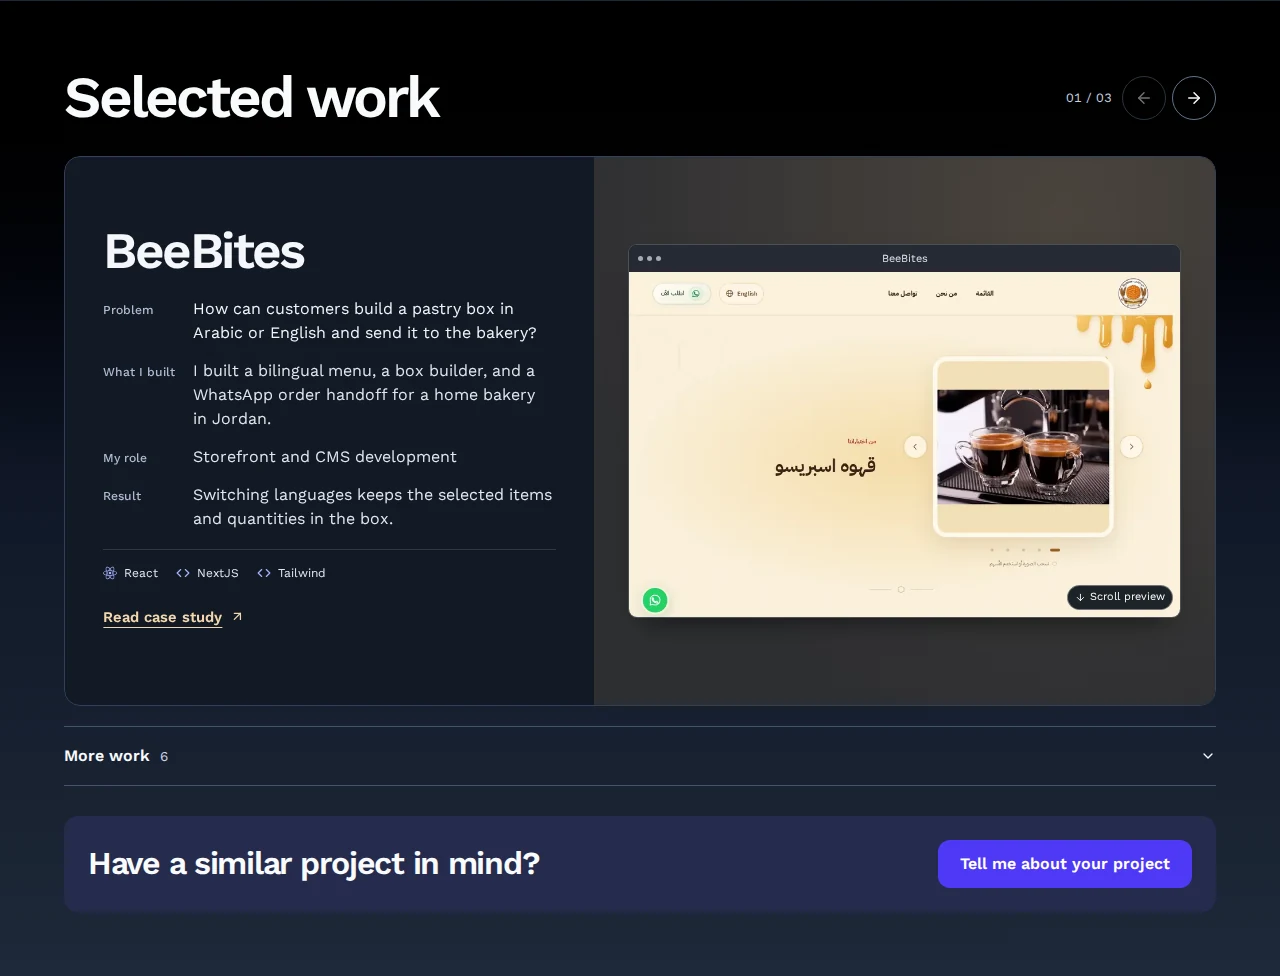 Selected work
01 / 03
BeeBites
Problem
How can customers build a pastry box in
Arabic or English and send it to the bakery?
What I built
I built a bilingual menu, a box builder, and a
WhatsApp order handoff for a home bakery
in Jordan.
My role
Storefront and CMS development
Result
Switching languages keeps the selected items
and quantities in the box.
React
NextJS
Tailwind
Read case study
BeeBites
القائمة
من نحن
تواصل معنا
English
اطلب الآن
من اختياراتنا
قهوه اسبريسو
Scroll preview
More work 6
Have a similar project in mind?
Tell me about your project